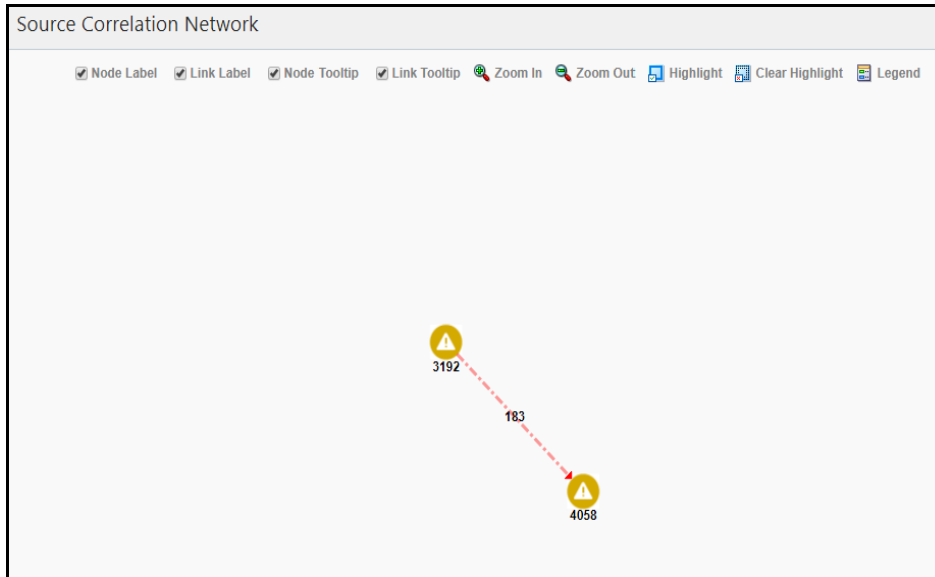 Source Correlation Network
Node Label Link Label Node Tooltip Link Tooltip Zoom In Zoom Out Highlight Clear Highlight Legend
3192
183
4058